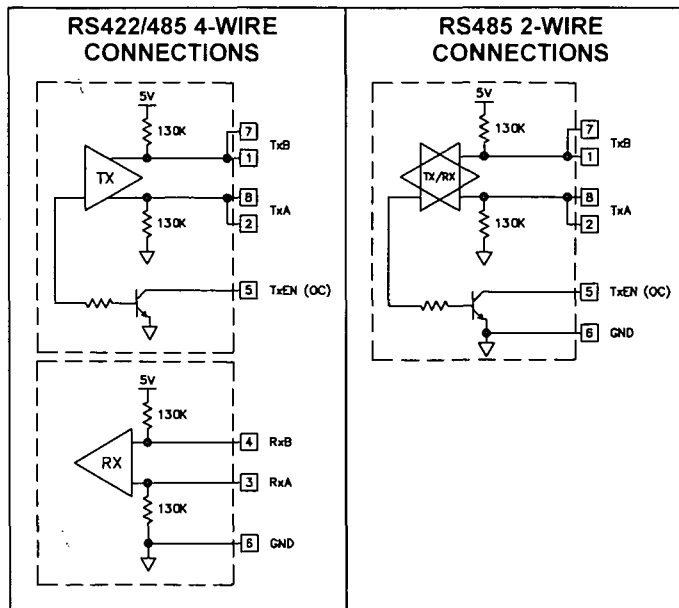 RS422/485 4-WIRE
CONNECTIONS
5V
130K
7
TxB
1
TX
8
TxA
2
130K
5 TxEN (OC)
5V
130K
4 RxB
RX
3 RxA
130K
6 GND
RS485 2-WIRE
CONNECTIONS
5V
130K
7
TxB
1
TX/RX
8
TxA
2
130K
5 TxEN (OC)
6 GND